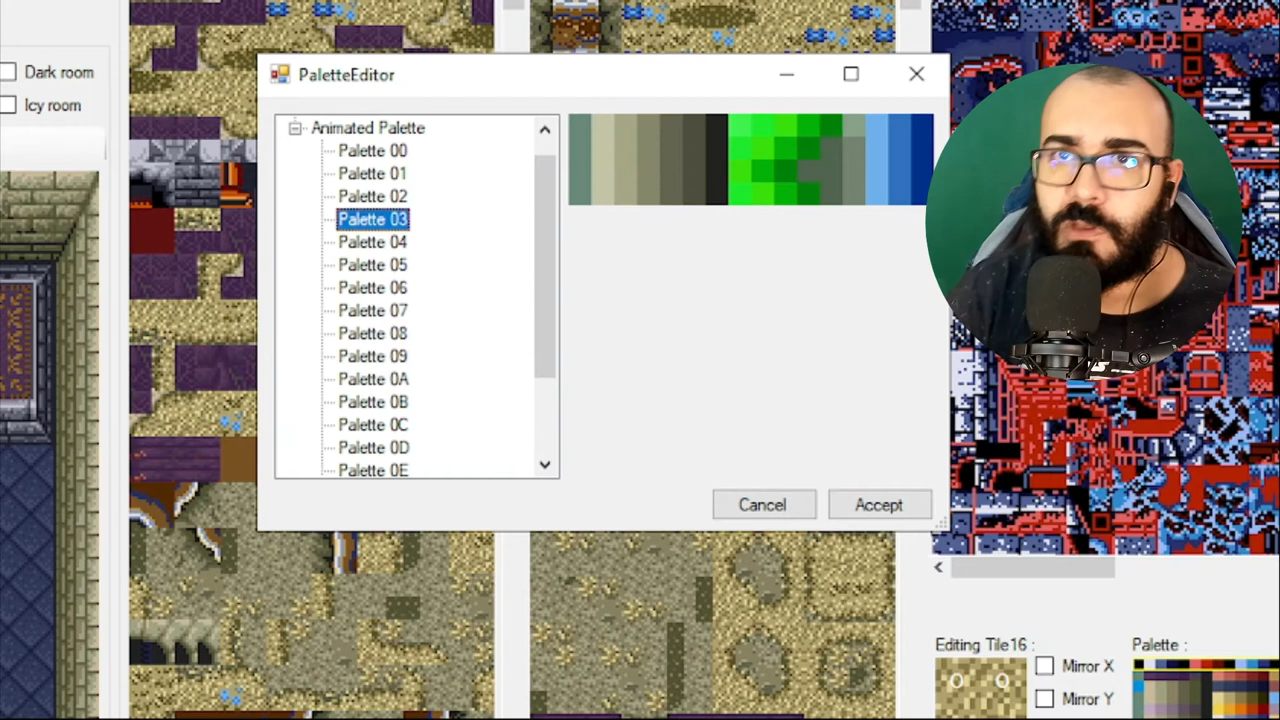 Dark room
Icy room
PaletteEditor
Animated Palette
Palette 00
Palette 01
Palette 02
Palette 03
Palette 04
Palette 05
Palette 06
Palette 07
Palette 08
Palette 09
Palette 0A
Palette 0B
Palette 0C
Palette 0D
Palette 0E
Cancel
Accept
Editing Tile16 :
Palette :
Mirror X
Mirror Y